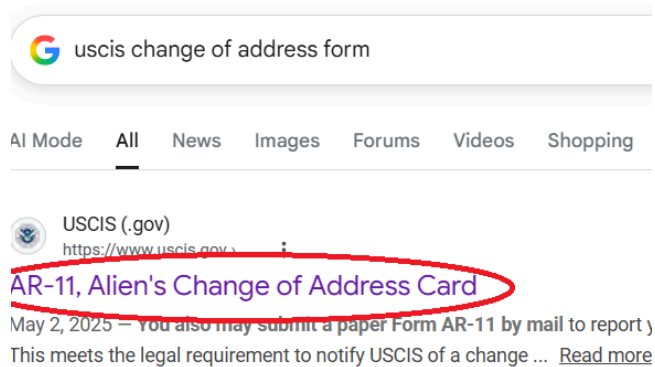 uscis change of address form
AI Mode All News Images Forums Videos Shopping
USCIS (.gov)
https://www.uscis.gov ›
AR-11, Alien's Change of Address Card
May 2, 2025 — You also may submit a paper Form AR-11 by mail to report
This meets the legal requirement to notify USCIS of a change ... Read more